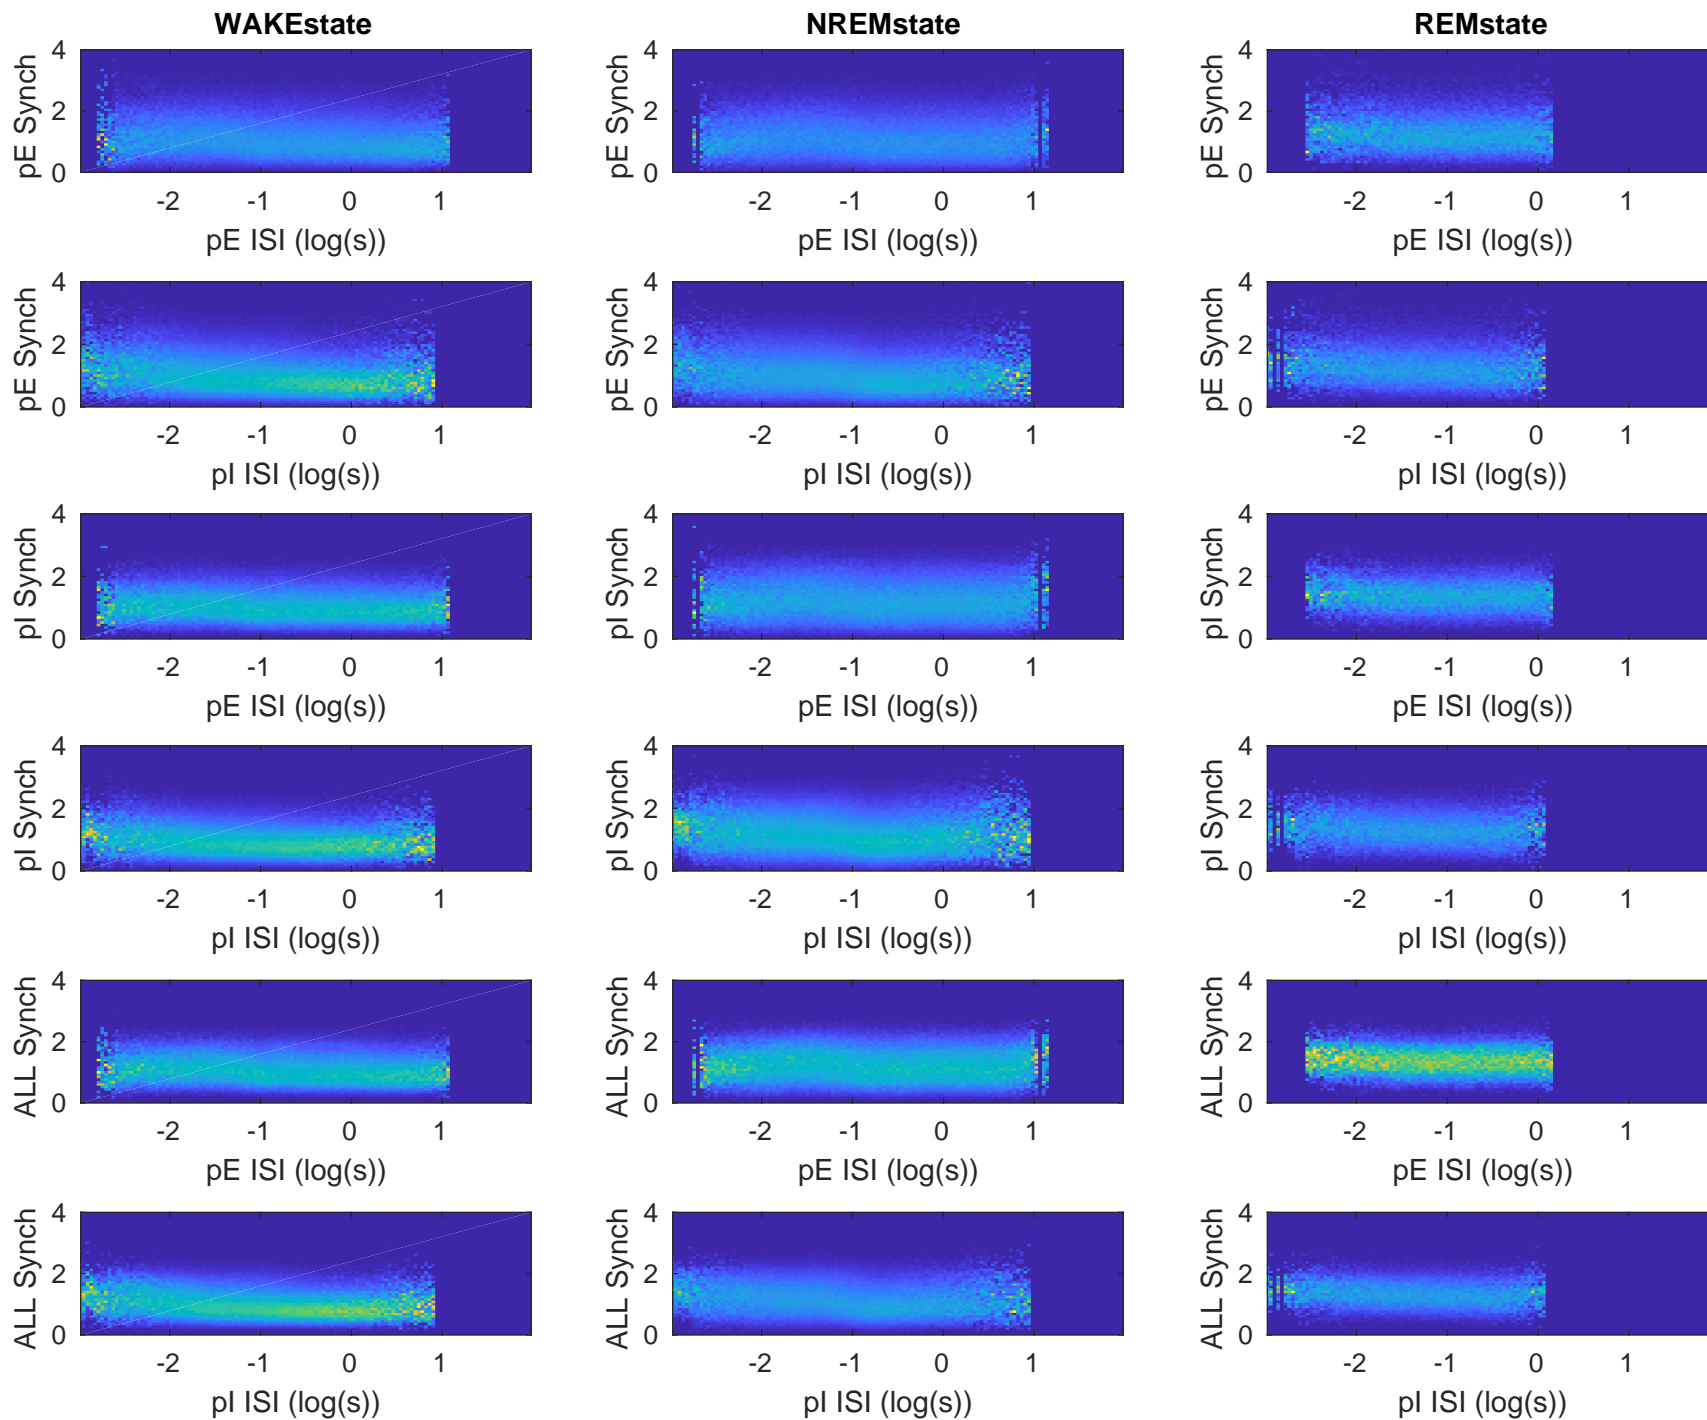 WAKEstate NREMstate REMstate
4 4 4
pE Synch pE Synch pE Synch
2 2 2
0 0 0
-2 -1 0 1 -2 -1 0 1 -2 -1 0 1
pE ISI (log(s)) pE ISI (log(s)) pE ISI (log(s))
4 4 4
pE Synch pE Synch pE Synch
2 2 2
0 0 0
-2 -1 0 1 -2 -1 0 1 -2 -1 0 1
pI ISI (log(s)) pI ISI (log(s)) pI ISI (log(s))
4 4 4
pI Synch pI Synch pI Synch
2 2 2
0 0 0
-2 -1 0 1 -2 -1 0 1 -2 -1 0 1
pE ISI (log(s)) pE ISI (log(s)) pE ISI (log(s))
4 4 4
pI Synch pI Synch pI Synch
2 2 2
0 0 0
-2 -1 0 1 -2 -1 0 1 -2 -1 0 1
pI ISI (log(s)) pI ISI (log(s)) pI ISI (log(s))
4 4 4
ALL Synch ALL Synch ALL Synch
2 2 2
0 0 0
-2 -1 0 1 -2 -1 0 1 -2 -1 0 1
pE ISI (log(s)) pE ISI (log(s)) pE ISI (log(s))
4 4 4
ALL Synch ALL Synch ALL Synch
2 2 2
0 0 0
-2 -1 0 1 -2 -1 0 1 -2 -1 0 1
pI ISI (log(s)) pI ISI (log(s)) pI ISI (log(s))